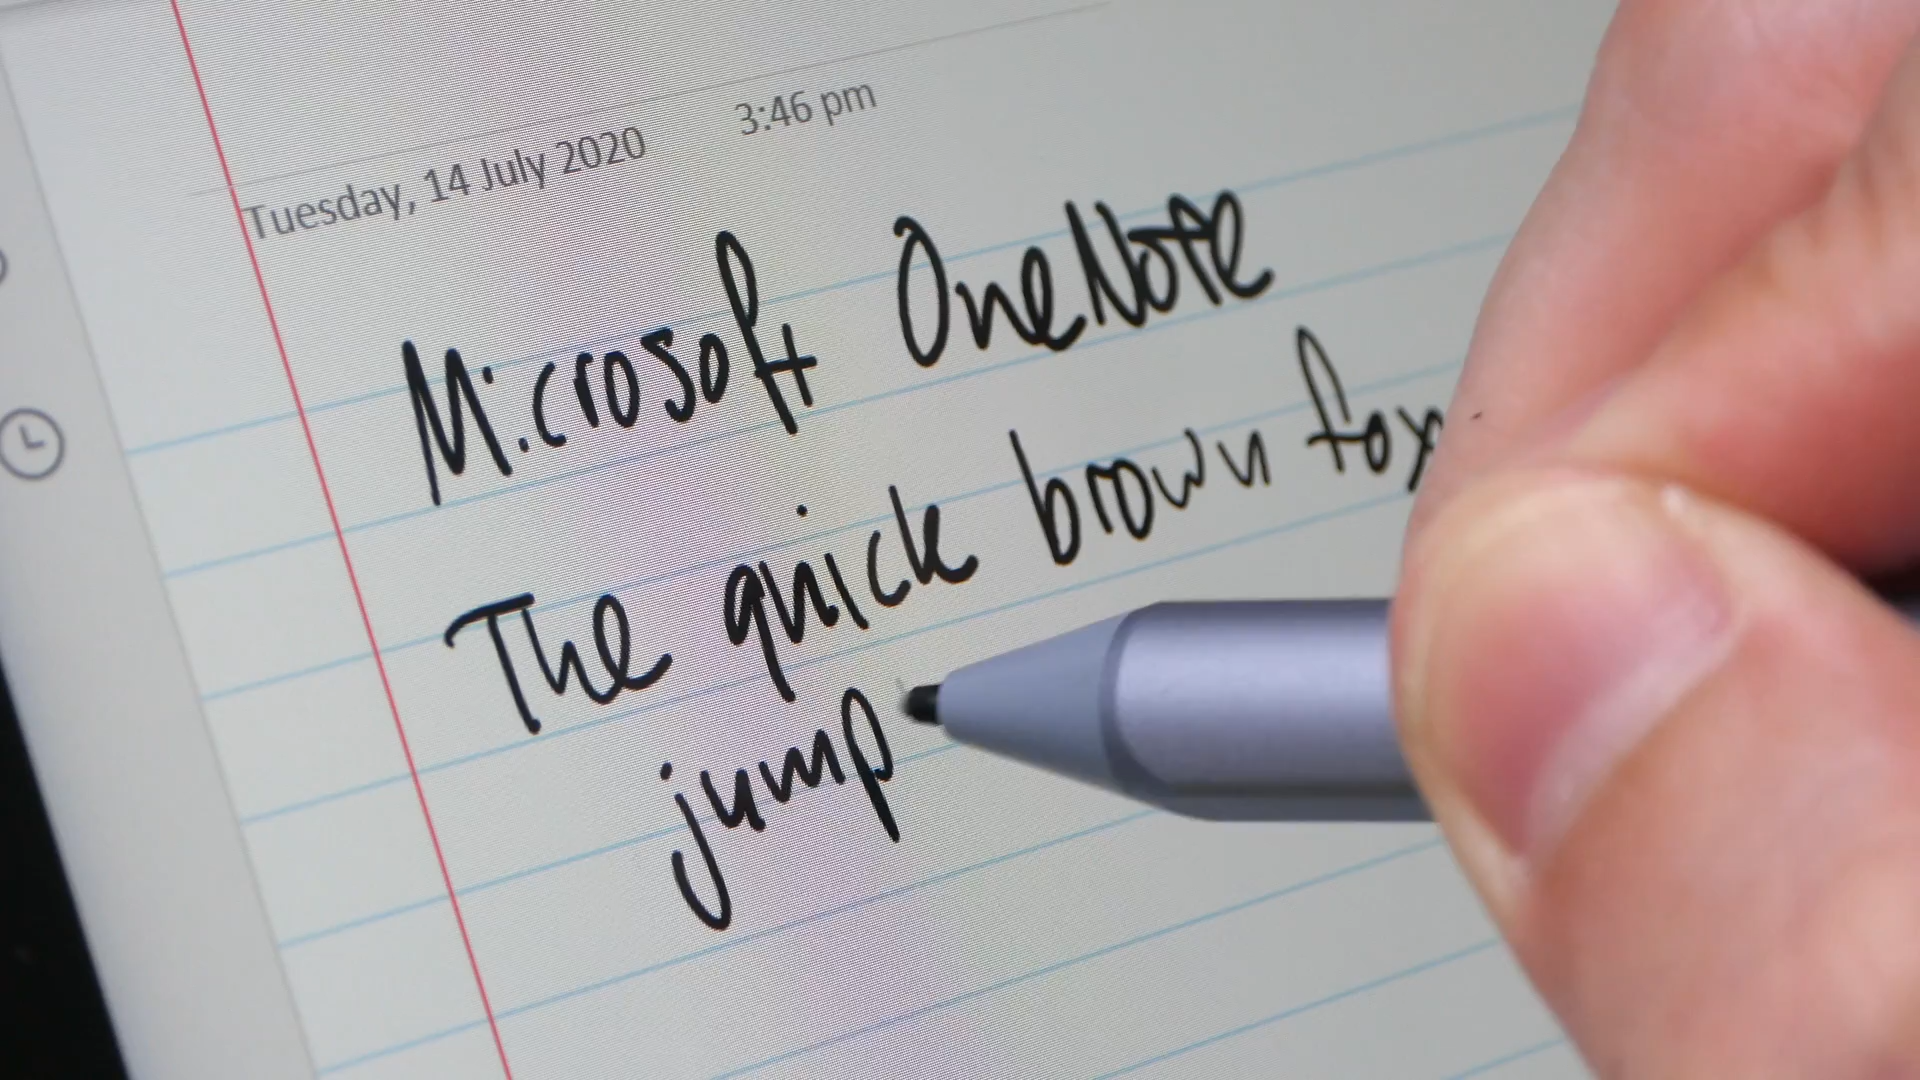 Tuesday, 14 July 2020 3:46 pm
Microsoft OneNote
The quick brown fox
jump